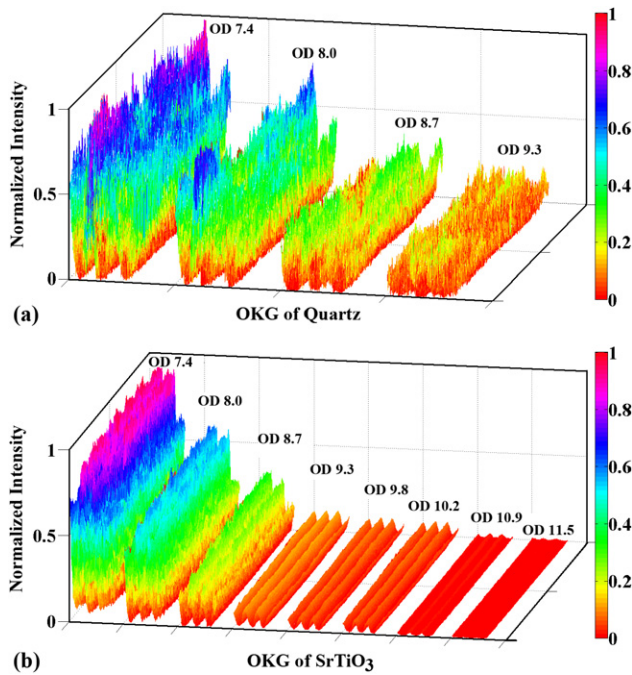 OD 7.4
OD 8.0
OD 8.7
OD 9.3
Normalized Intensity
1
0.5
0
1
0.8
0.6
0.4
0.2
0
(a)
OKG of Quartz
OD 7.4
OD 8.0
OD 8.7
OD 9.3
OD 9.8
OD 10.2
OD 10.9
OD 11.5
Normalized Intensity
1
0.5
0
1
0.8
0.6
0.4
0.2
0
(b)
OKG of SrTiO3